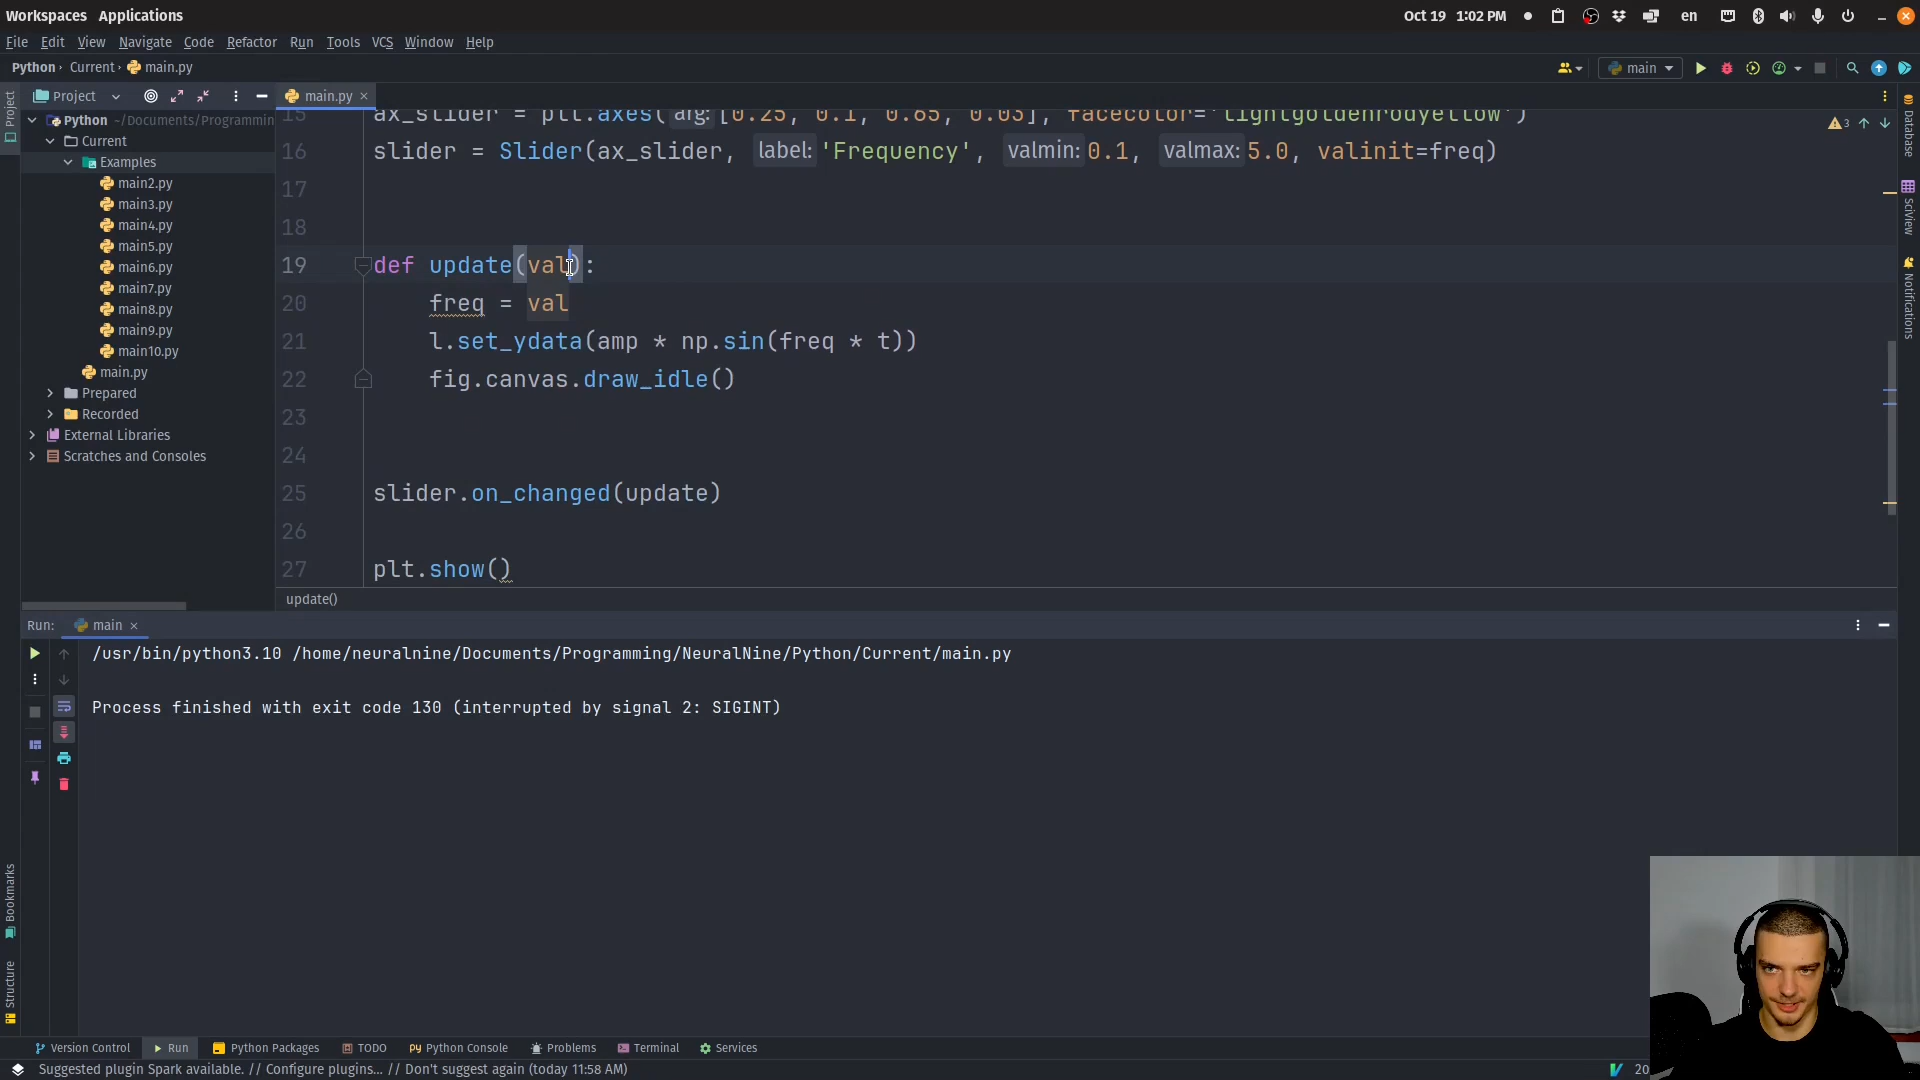 Workspaces Applications
Oct 19 1:02 PM
en
File Edit View Navigate Code Refactor Run Tools VCS Window Help
Python › Current › main.py
main
Project
main.py
Project
Python ~/Documents/Programmin
Current
Examples
main2.py
main3.py
main4.py
main5.py
main6.py
main7.py
main8.py
main9.py
main10.py
main.py
Prepared
Recorded
External Libraries
Scratches and Consoles
3
15 ax_slider = plt.axes( arg: [0.25, 0.1, 0.65, 0.03], facecolor='lightgoldenrodyellow')
16 slider = Slider(ax_slider, label: 'Frequency', valmin: 0.1, valmax: 5.0, valinit=freq)
17
18
19 def update(val):
20 freq = val
21 l.set_ydata(amp * np.sin(freq * t))
22 fig.canvas.draw_idle()
23
24
25 slider.on_changed(update)
26
27 plt.show()
update()
Database
SciView
Notifications
Run: main
/usr/bin/python3.10 /home/neuralnine/Documents/Programming/NeuralNine/Python/Current/main.py
Process finished with exit code 130 (interrupted by signal 2: SIGINT)
Bookmarks
Structure
Version Control Run Python Packages TODO Python Console Problems Terminal Services
Suggested plugin Spark available. // Configure plugins... // Don't suggest again (today 11:58 AM)
20